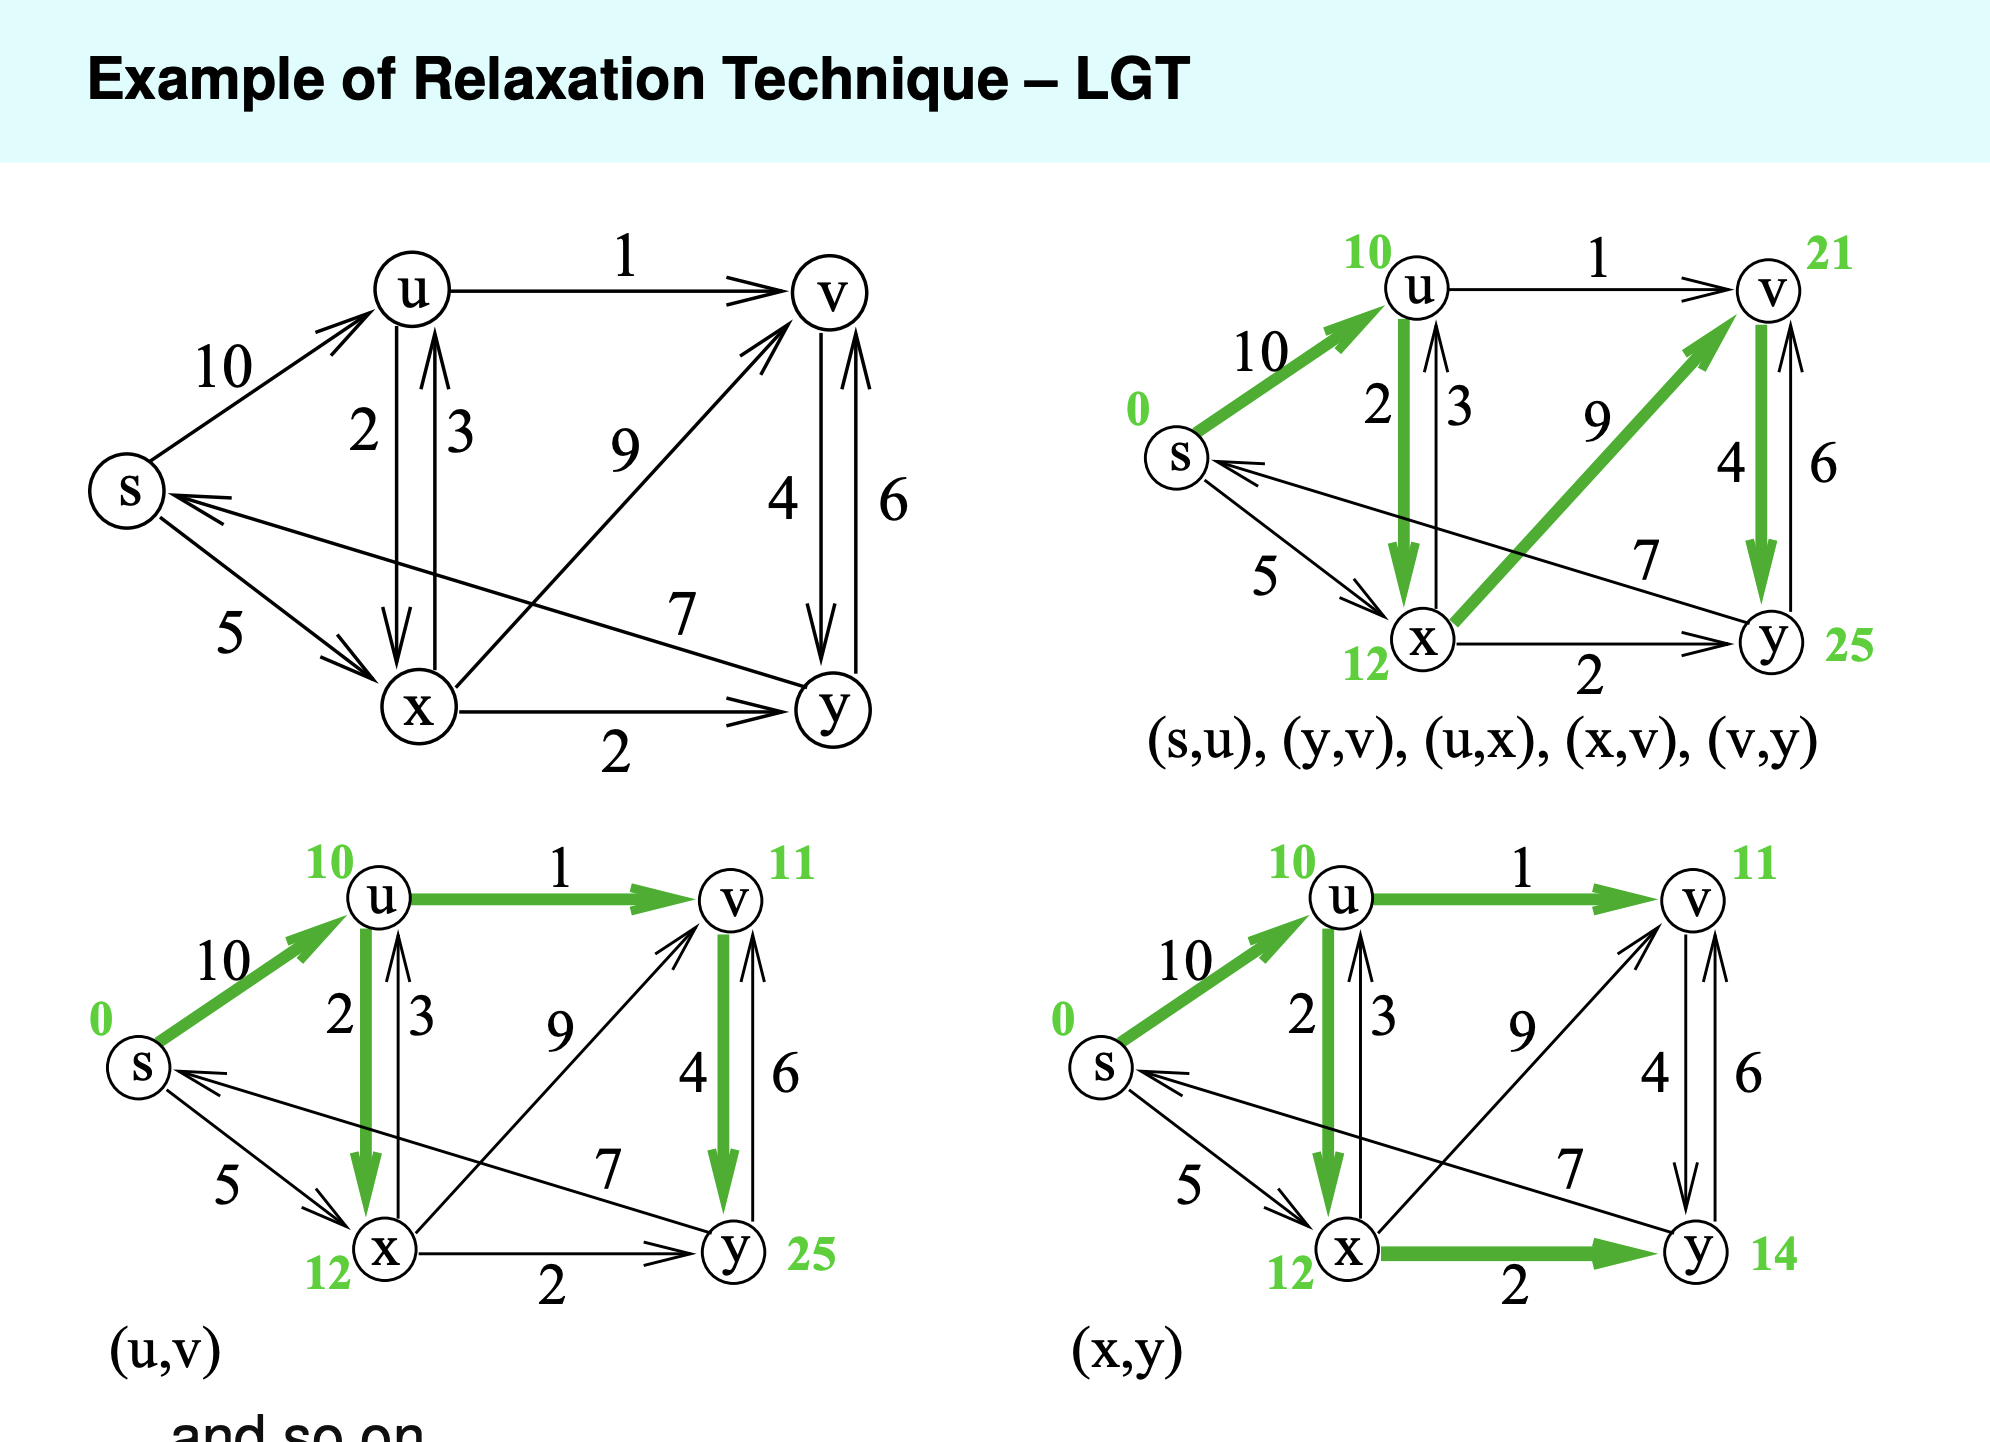 Example of Relaxation Technique – LGT
1
u
v
10
2
3
9
4
6
s
7
5
x
y
2
10
1
21
u
v
10
2
3
9
0
4
6
s
7
5
x
y
12
25
2
(s,u), (y,v), (u,x), (x,v), (v,y)
10
1
11
u
v
10
2
3
9
0
4
6
s
7
5
x
y
12
25
2
(u,v)
10
1
11
u
v
10
2
3
9
0
4
6
s
7
5
x
y
12
14
2
(x,y)
and so on